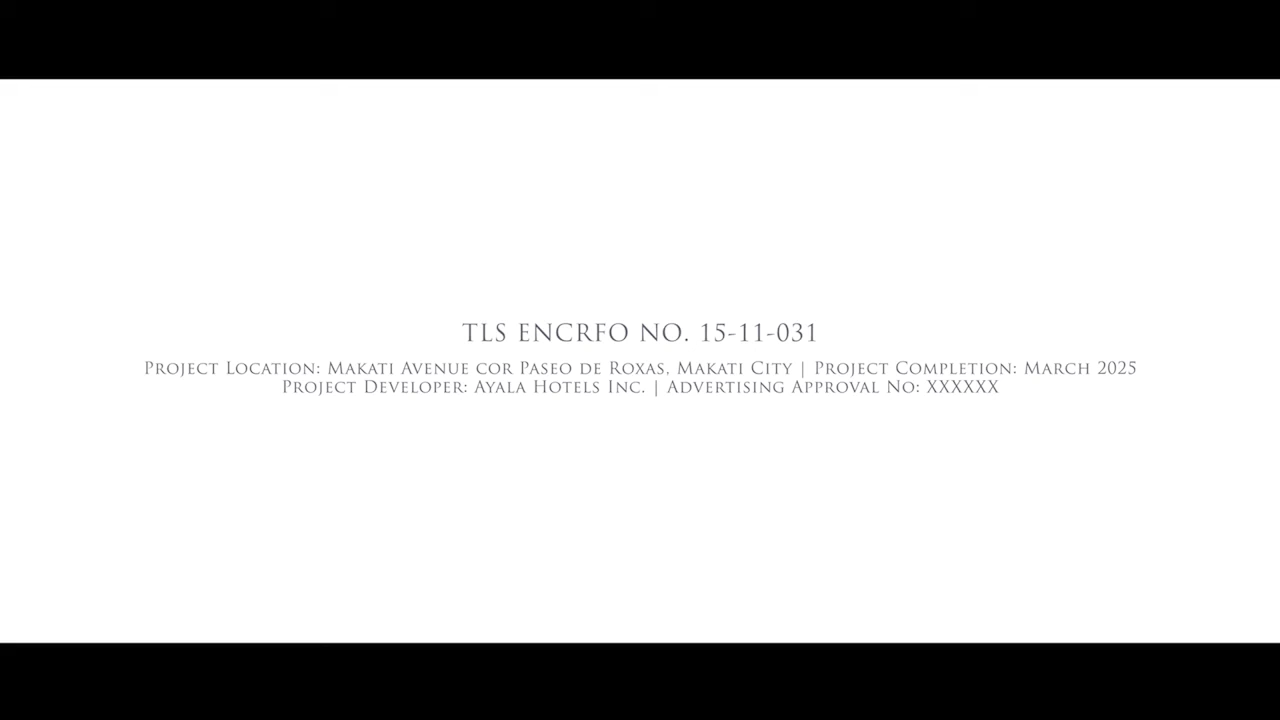 TLS ENCRFO NO. 15-11-031
Project Location: Makati Avenue cor Paseo de Roxas, Makati City | Project Completion: March 2025
Project Developer: Ayala Hotels Inc. | Advertising Approval No: XXXXXX